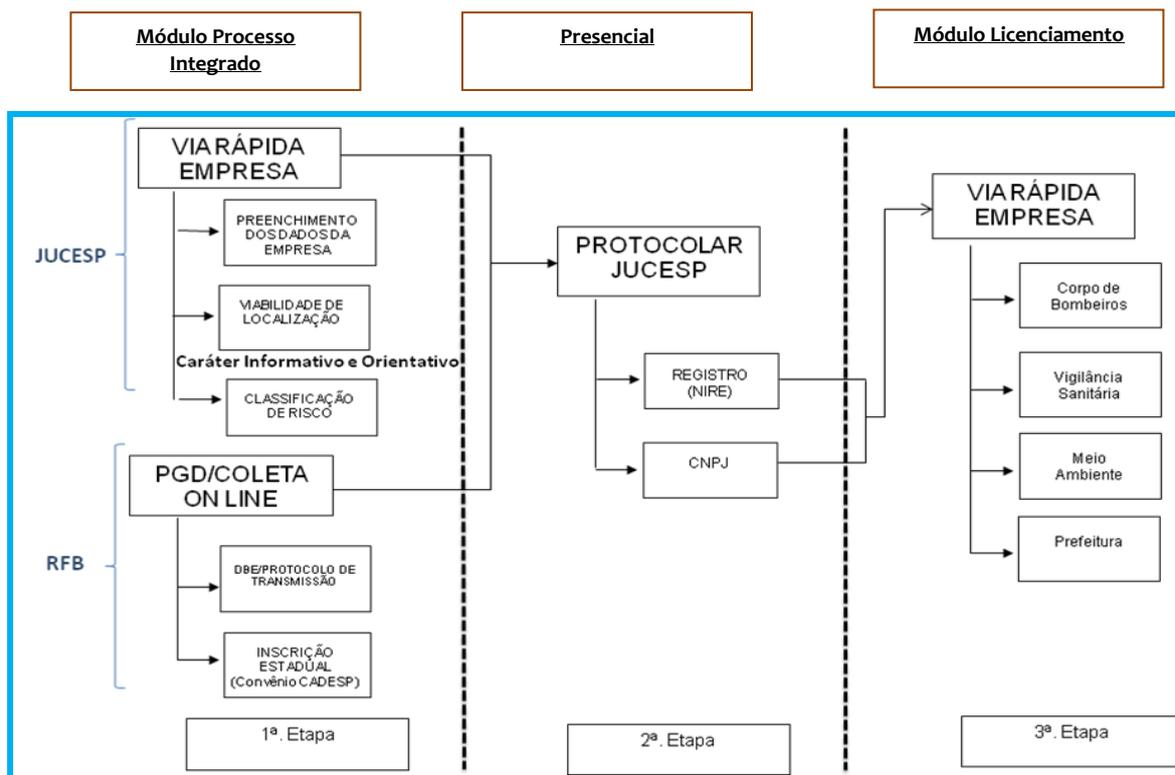 Módulo Processo
Integrado
Presencial
Módulo Licenciamento
JUCESP
VIA RÁPIDA
EMPRESA
PREENCHIMENTO
DOS DADOS DA
EMPRESA
VIABILIDADE DE
LOCALIZAÇÃO
Caráter Informativo e Orientativo
CLASSIFICAÇÃO
DE RISCO
RFB
PGD/COLETA
ON LINE
DBE/PROTOCOLO DE
TRANSMISSÃO
INSCRIÇÃO
ESTADUAL
(Convênio CADESP)
1ª. Etapa
PROTOCOLAR
JUCESP
REGISTRO
(NIRE)
CNPJ
2ª. Etapa
VIA RÁPIDA
EMPRESA
Corpo de
Bombeiros
Vigilância
Sanitária
Meio
Ambiente
Prefeitura
3ª. Etapa